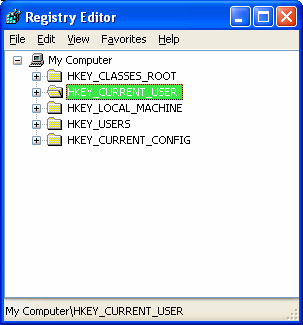 Registry Editor
File Edit View Favorites Help
My Computer
HKEY_CLASSES_ROOT
HKEY_CURRENT_USER
HKEY_LOCAL_MACHINE
HKEY_USERS
HKEY_CURRENT_CONFIG
My Computer\HKEY_CURRENT_USER